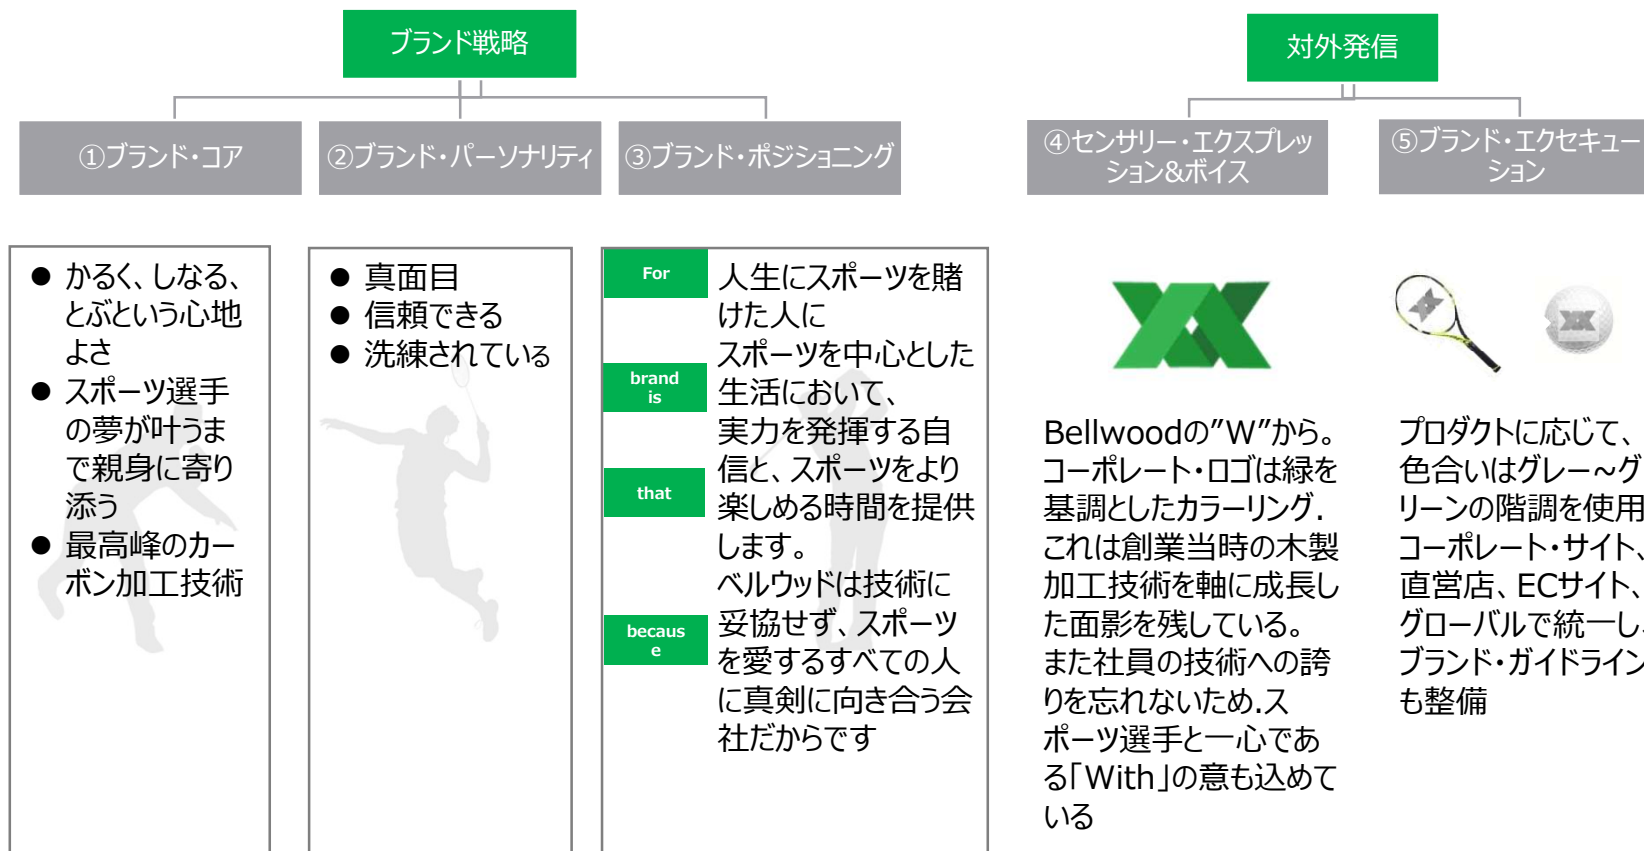 ブランド戦略
対外発信
①ブランド・コア
②ブランド・パーソナリティ
③ブランド・ポジショニング
④センサリー・エクスプレッ
ション&ボイス
⑤ブランド・エクセキュー
ション
● かるく、しなる、
とぶという心地
よさ
● スポーツ選手
の夢が叶うま
で親身に寄り
添う
● 最高峰のカー
ボン加工技術
● 真面目
● 信頼できる
● 洗練されている
For
人生にスポーツを賭
けた人に
brand
is
スポーツを中心とした
生活において、
実力を発揮する自
信と、スポーツをより
that
楽しめる時間を提供
します。
ベルウッドは技術に
becaus
e
妥協せず、スポーツ
を愛するすべての人
に真剣に向き合う会
社だからです
Bellwoodの"W"から。
コーポレート・ロゴは緑を
基調としたカラーリング.
これは創業当時の木製
加工技術を軸に成長し
た面影を残している。
また社員の技術への誇
りを忘れないため.ス
ポーツ選手と一心であ
る「With」の意も込めて
いる
プロダクトに応じて、
色合いはグレー~グ
リーンの階調を使用
コーポレート・サイト、
直営店、ECサイト、
グローバルで統一し、
ブランド・ガイドライン
も整備